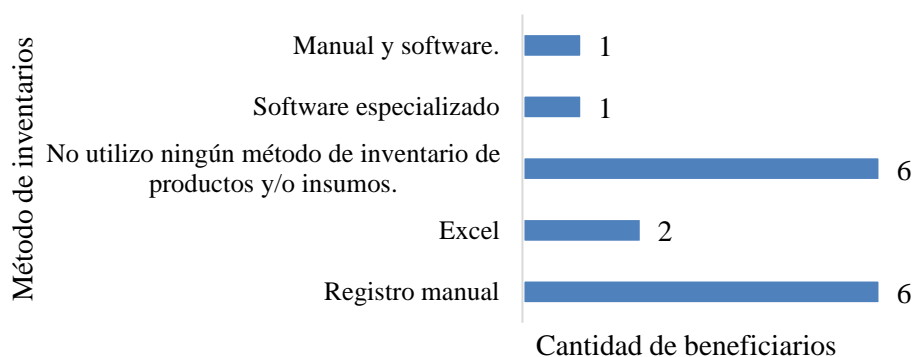 Método de inventarios
Manual y software. 1
Software especializado 1
No utilizo ningún método de inventario de
productos y/o insumos. 6
Excel 2
Registro manual 6
Cantidad de beneficiarios